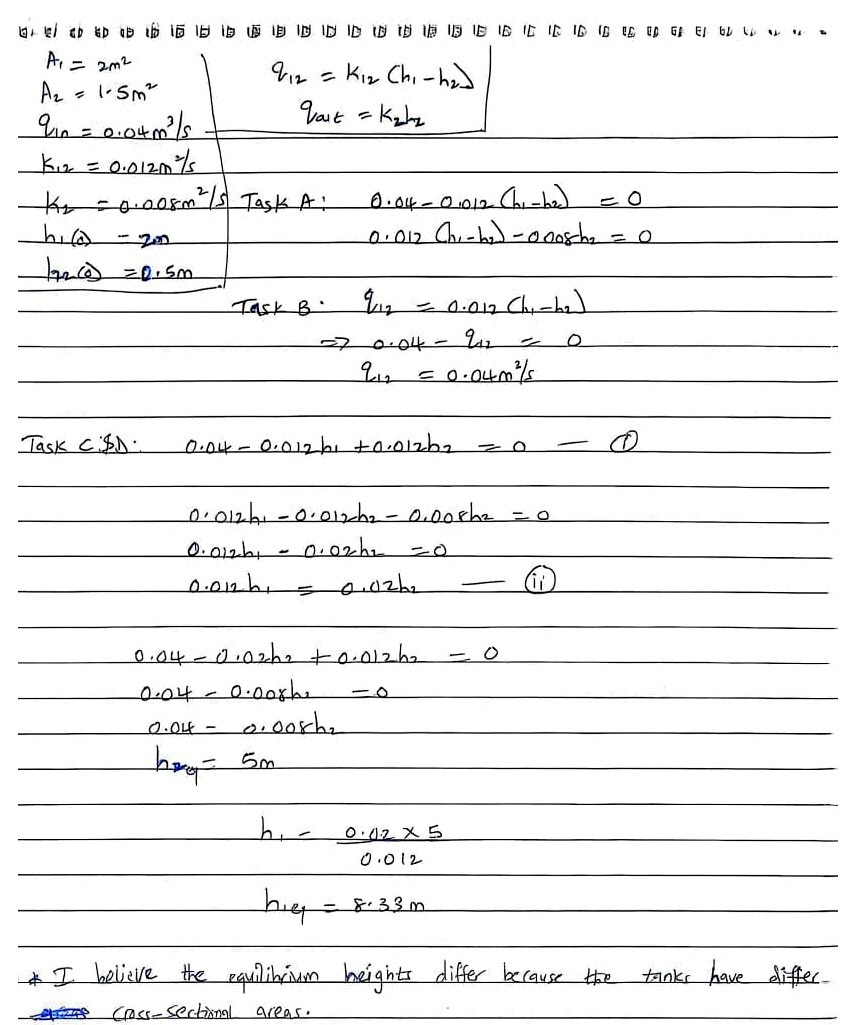 A₁ = 2m²
A₂ = 1.5m²
q_in = 0.04m³/s
K₁₂ = 0.012m²/s
K₂ = 0.008m²/s
h₁(0) = 2m
h₂(0) = 0.5m
q₁₂ = K₁₂ (h₁-h₂)
q_out = K₂h₂
Task A: 0.04 - 0.012 (h₁-h₂) = 0
0.012 (h₁-h₂) - 0.008h₂ = 0
Task B: q₁₂ = 0.012 (h₁-h₂)
=> 0.04 - q₁₂ = 0
q₁₂ = 0.04m³/s
Task C $D: 0.04 - 0.012h₁ + 0.012h₂ = 0 — (i)
0.012h₁ - 0.012h₂ - 0.008h₂ = 0
0.012h₁ - 0.02h₂ = 0
0.012h₁ = 0.02h₂ — (ii)
0.04 - 0.02h₂ + 0.012h₂ = 0
0.04 - 0.008h₂ = 0
0.04 - 0.008h₂
h₂eq = 5m
h₁ - 0.02 x 5
0.012
h₁eq = 8.33m
* I believe the equilibrium heights differ because the tanks have differ-
cross-sectional areas.